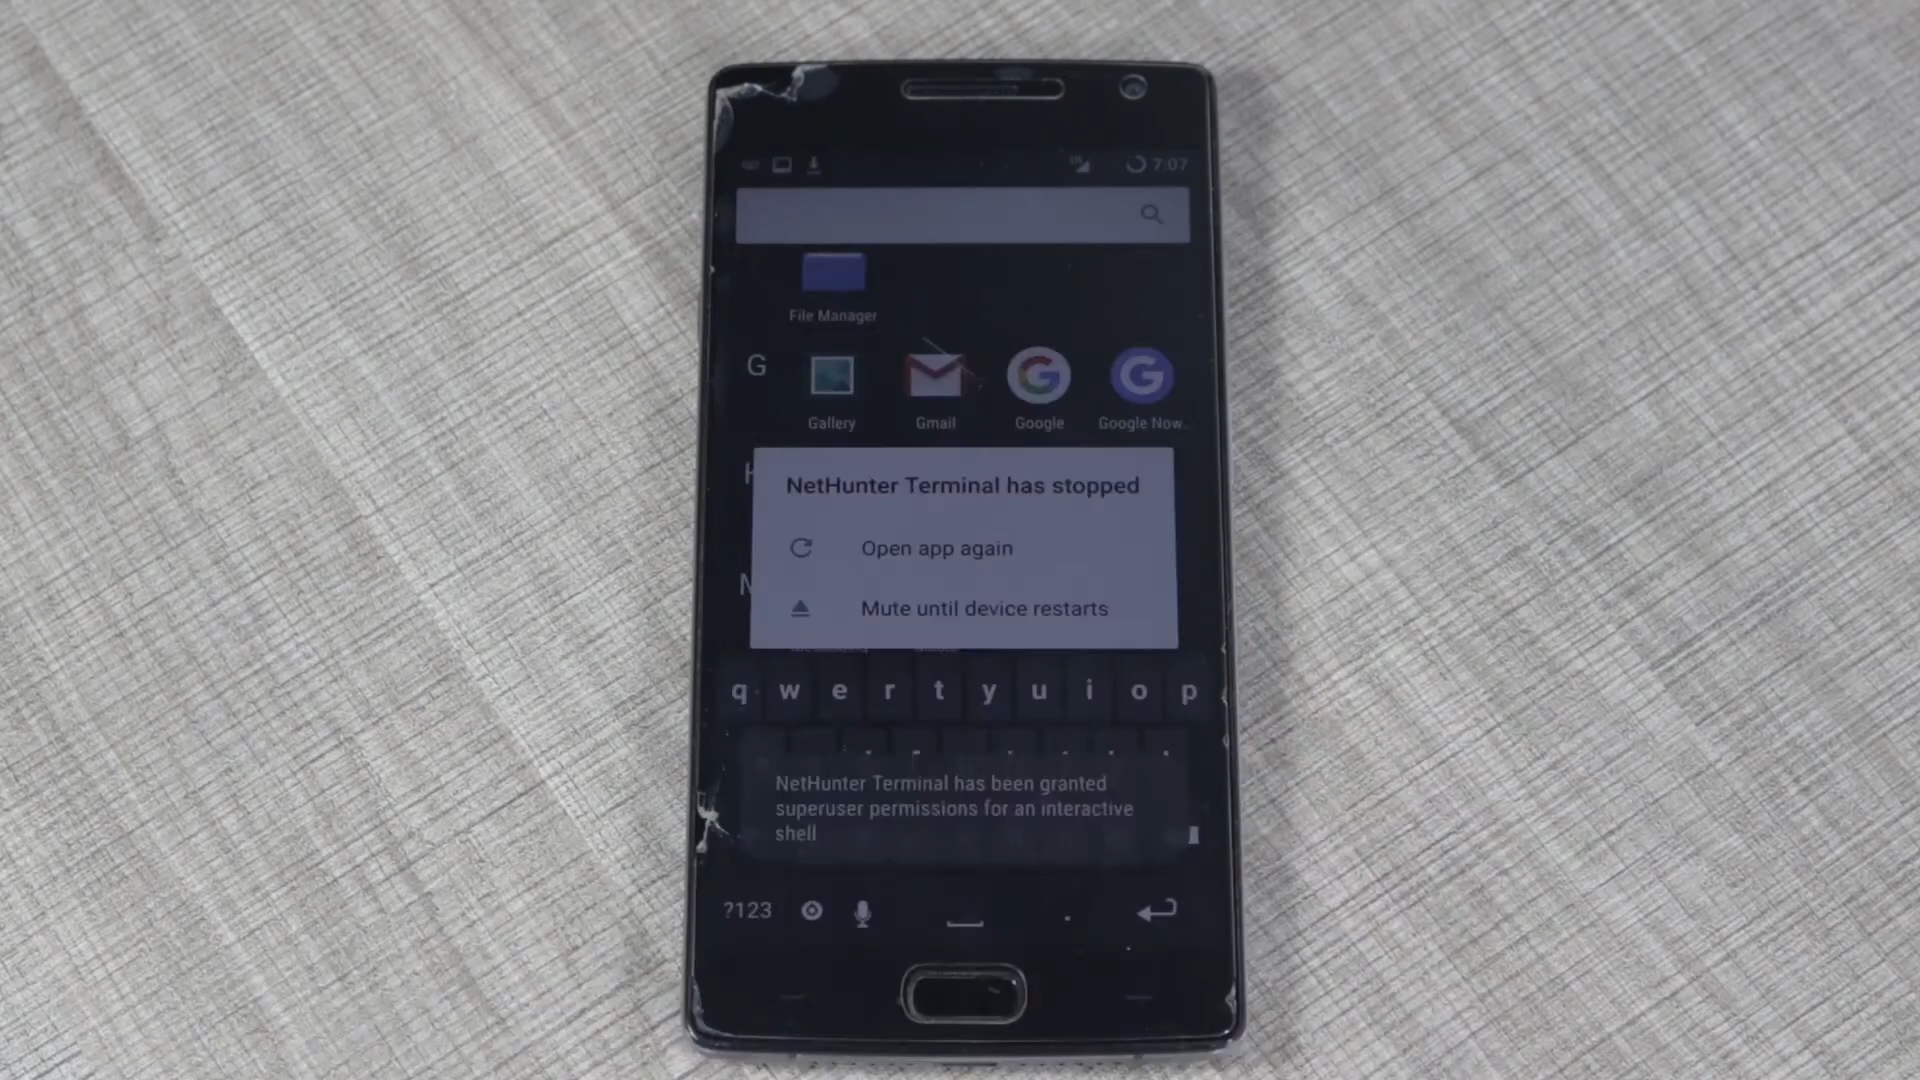 7:07
File Manager
G
Gallery Gmail Google Google Now..
NetHunter Terminal has stopped
Open app again
Mute until device restarts
q w e r t y u i o p
NetHunter Terminal has been granted
superuser permissions for an interactive
shell
?123 .